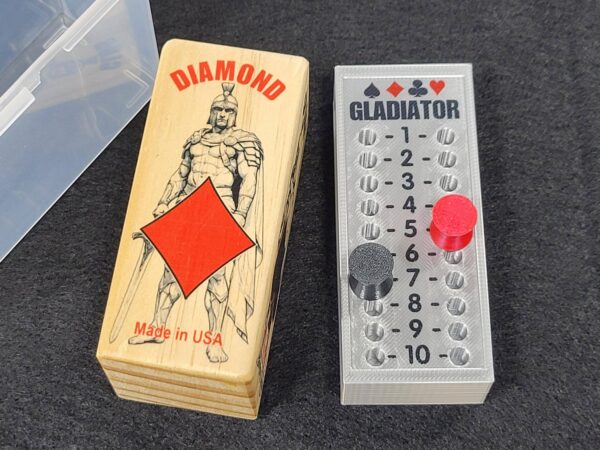 DIAMOND
Made in USA
GLADIATOR
- 1 -
- 2 -
- 3 -
- 4 -
- 5 -
- 6 -
- 7 -
- 8 -
- 9 -
- 10 -